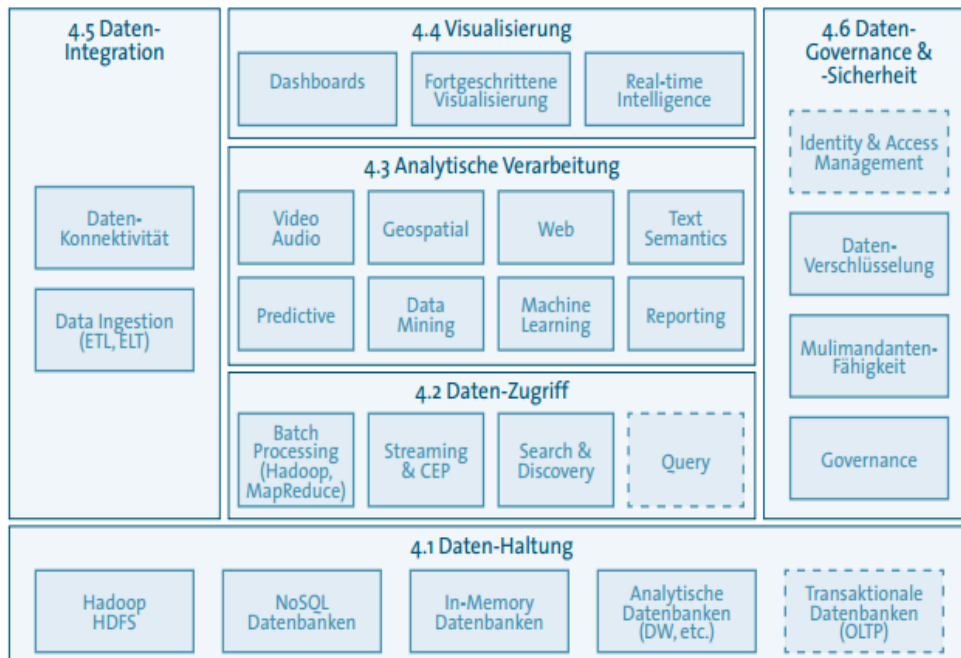 4.5 Daten-
Integration
Daten-
Konnektivität
Data Ingestion
(ETL, ELT)
4.4 Visualisierung
Dashboards
Fortgeschrittene
Visualisierung
Real-time
Intelligence
4.3 Analytische Verarbeitung
Video
Audio
Geospatial
Web
Text
Semantics
Predictive
Data
Mining
Machine
Learning
Reporting
4.2 Daten-Zugriff
Batch
Processing
(Hadoop,
MapReduce)
Streaming
& CEP
Search &
Discovery
Query
4.6 Daten-
Governance &
-Sicherheit
Identity & Access
Management
Daten-
Verschlüsselung
Mulimandanten-
Fähigkeit
Governance
4.1 Daten-Haltung
Hadoop
HDFS
NoSQL
Datenbanken
In-Memory
Datenbanken
Analytische
Datenbanken
(DW, etc.)
Transaktionale
Datenbanken
(OLTP)